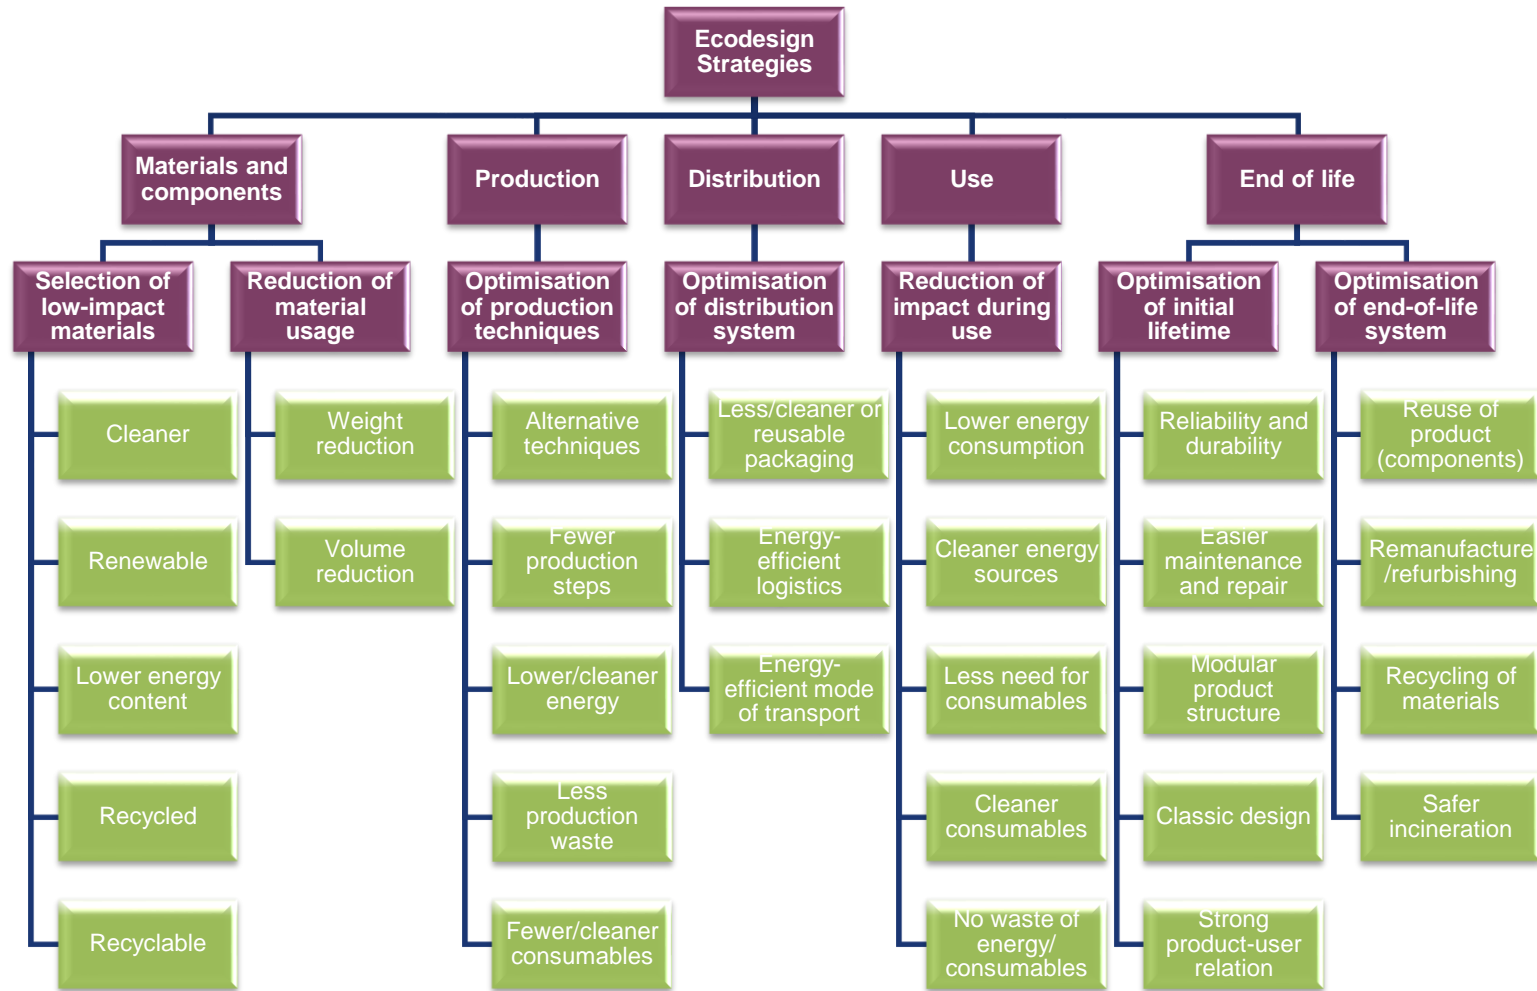 Ecodesign
Strategies
Materials and
components
Production
Distribution
Use
End of life
Selection of
low-impact
materials
Reduction of
material
usage
Optimisation
of production
techniques
Optimisation
of distribution
system
Reduction of
impact during
use
Optimisation
of initial
lifetime
Optimisation
of end-of-life
system
Cleaner
Renewable
Lower energy
content
Recycled
Recyclable
Weight
reduction
Volume
reduction
Alternative
techniques
Fewer
production
steps
Lower/cleaner
energy
Less
production
waste
Fewer/cleaner
consumables
Less/cleaner or
reusable
packaging
Energy-
efficient
logistics
Energy-
efficient mode
of transport
Lower energy
consumption
Cleaner energy
sources
Less need for
consumables
Cleaner
consumables
No waste of
energy/
consumables
Reliability and
durability
Easier
maintenance
and repair
Modular
product
structure
Classic design
Strong
product-user
relation
Reuse of
product
(components)
Remanufacture
/refurbishing
Recycling of
materials
Safer
incineration